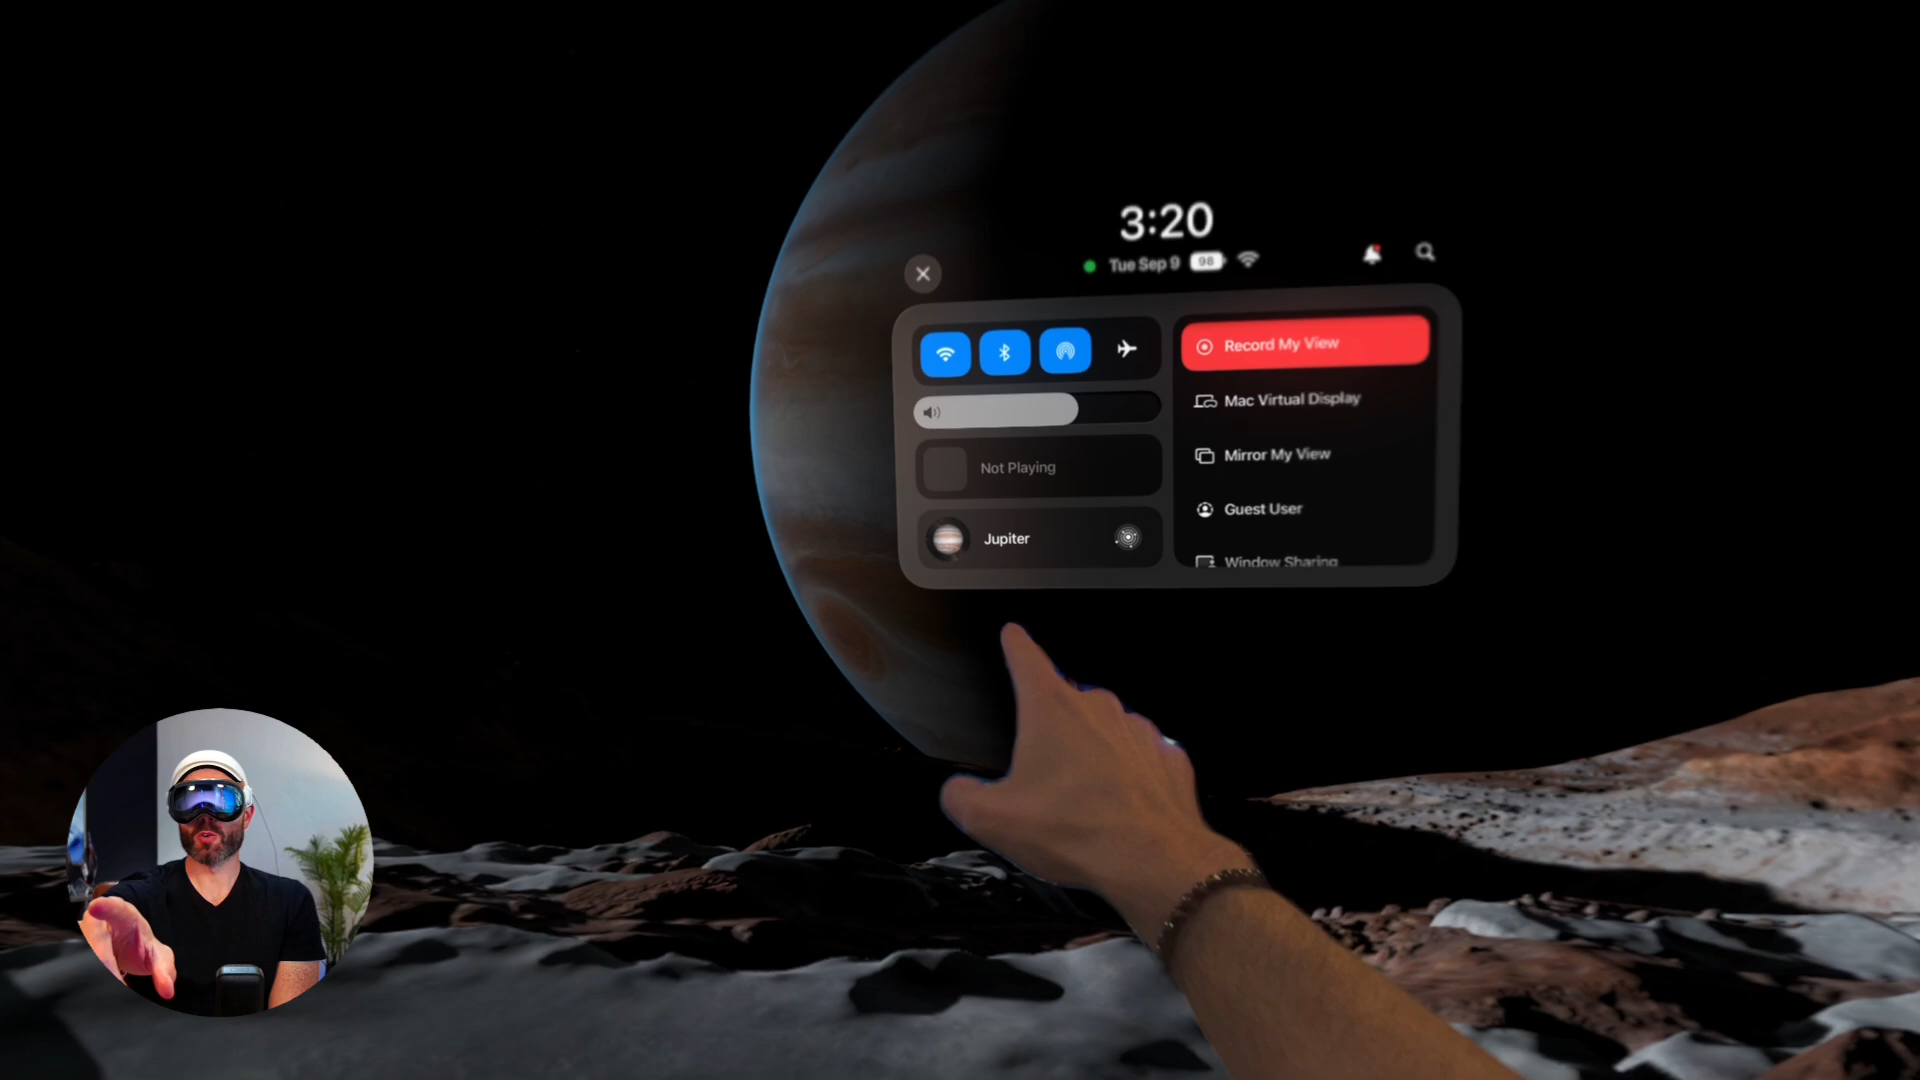 3:20
Tue Sep 9 98
Record My View
Mac Virtual Display
Not Playing
Mirror My View
Jupiter
Guest User
Window Sharing